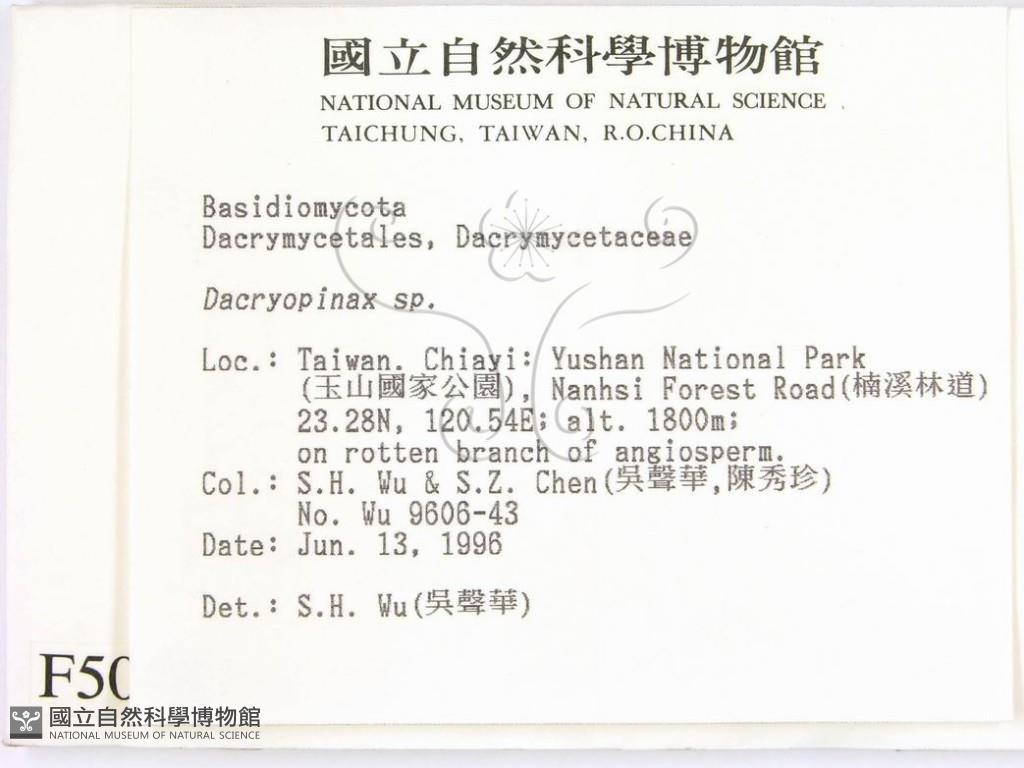 國立自然科學博物館
NATIONAL MUSEUM OF NATURAL SCIENCE
TAICHUNG, TAIWAN, R.O.CHINA
Basidiomycota
Dacrymycetales, Dacrymycetaceae
Dacryopinax sp.
Loc.: Taiwan. Chiayi: Yushan National Park
(玉山國家公園), Nanhsi Forest Road(楠溪林道)
23.28N, 120.54E; alt. 1800m;
on rotten branch of angiosperm.
Col.: S.H. Wu & S.Z. Chen(吳聲華,陳秀珍)
No. Wu 9606-43
Date: Jun. 13, 1996
Det.: S.H. Wu(吳聲華)
F50
國立自然科學博物館
NATIONAL MUSEUM OF NATURAL SCIENCE